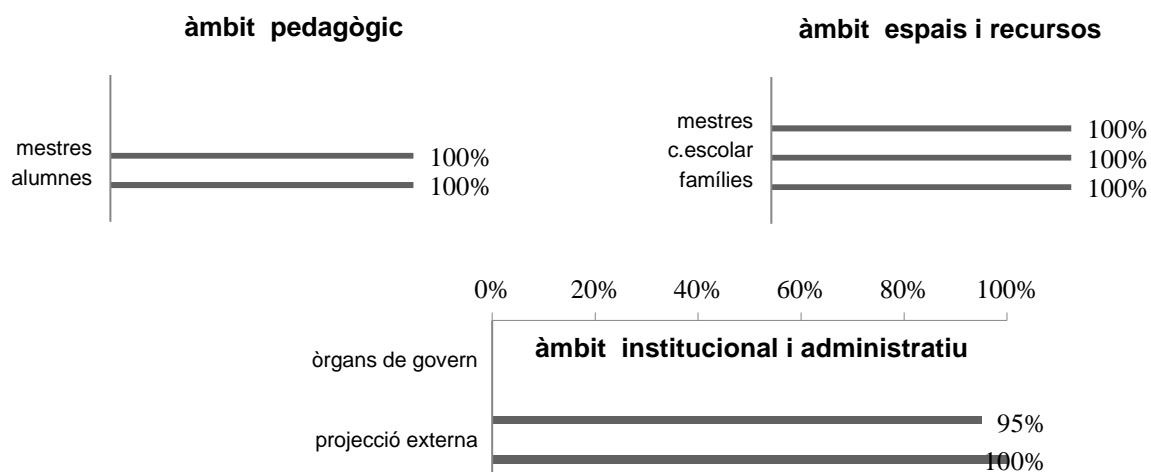 àmbit pedagògic
àmbit espais i recursos
mestres 100%
alumnes 100%
mestres 100%
c.escolar 100%
famílies 100%
0% 20% 40% 60% 80% 100%
àmbit institucional i administratiu
òrgans de govern
95%
projecció externa
100%